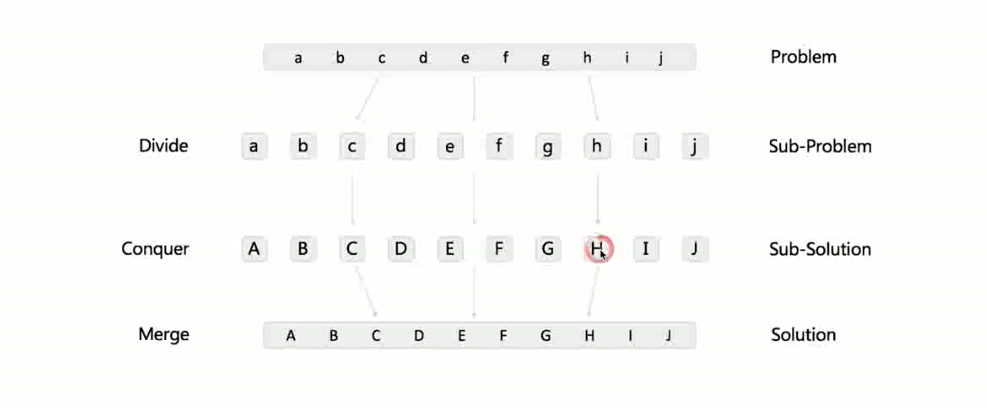 a b c d e f g h i j Problem
Divide a b c d e f g h i j Sub-Problem
Conquer A B C D E F G H I J Sub-Solution
Merge A B C D E F G H I J Solution